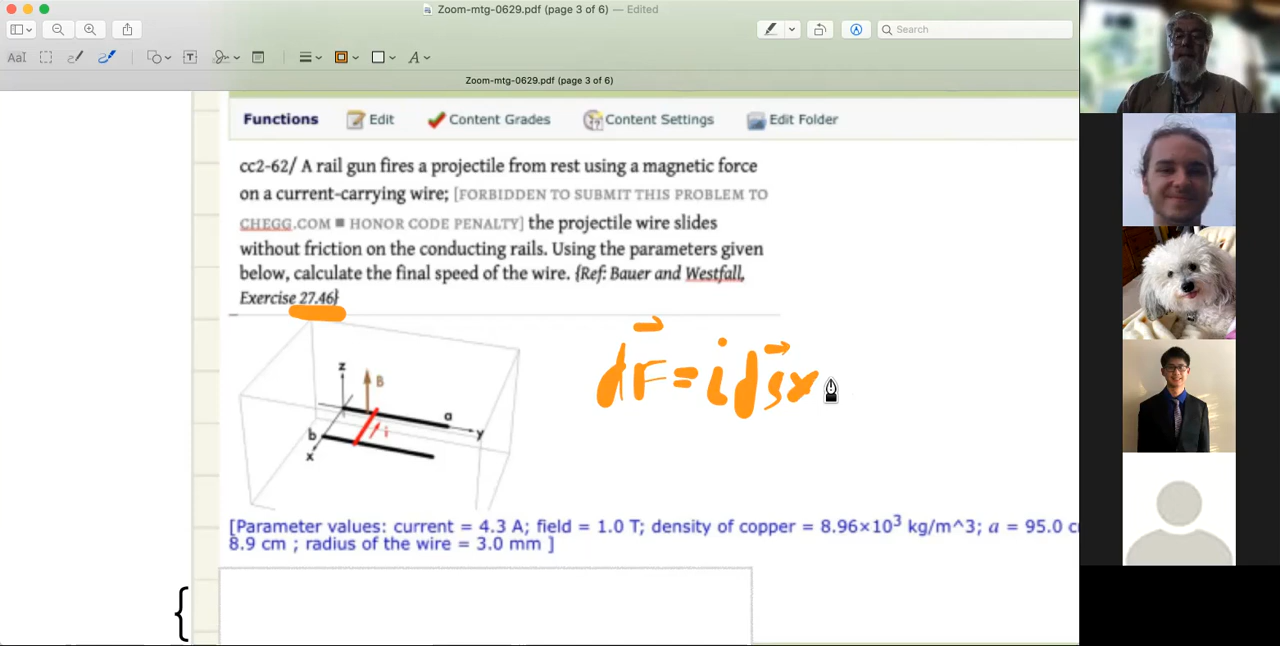 Zoom-mtg-0629.pdf (page 3 of 6) — Edited
Search
AaI T A
Zoom-mtg-0629.pdf (page 3 of 6)
Functions Edit Content Grades Content Settings Edit Folder
cc2-62/ A rail gun fires a projectile from rest using a magnetic force
on a current-carrying wire; [FORBIDDEN TO SUBMIT THIS PROBLEM TO
CHEGG.COM ■ HONOR CODE PENALTY] the projectile wire slides
without friction on the conducting rails. Using the parameters given
below, calculate the final speed of the wire. {Ref: Bauer and Westfall,
Exercise 27.46}
z
B
a
y
b
i
x
dF⃗ = i ds⃗ x
[Parameter values: current = 4.3 A; field = 1.0 T; density of copper = 8.96×10³ kg/m^3; a = 95.0 c
8.9 cm ; radius of the wire = 3.0 mm ]
{